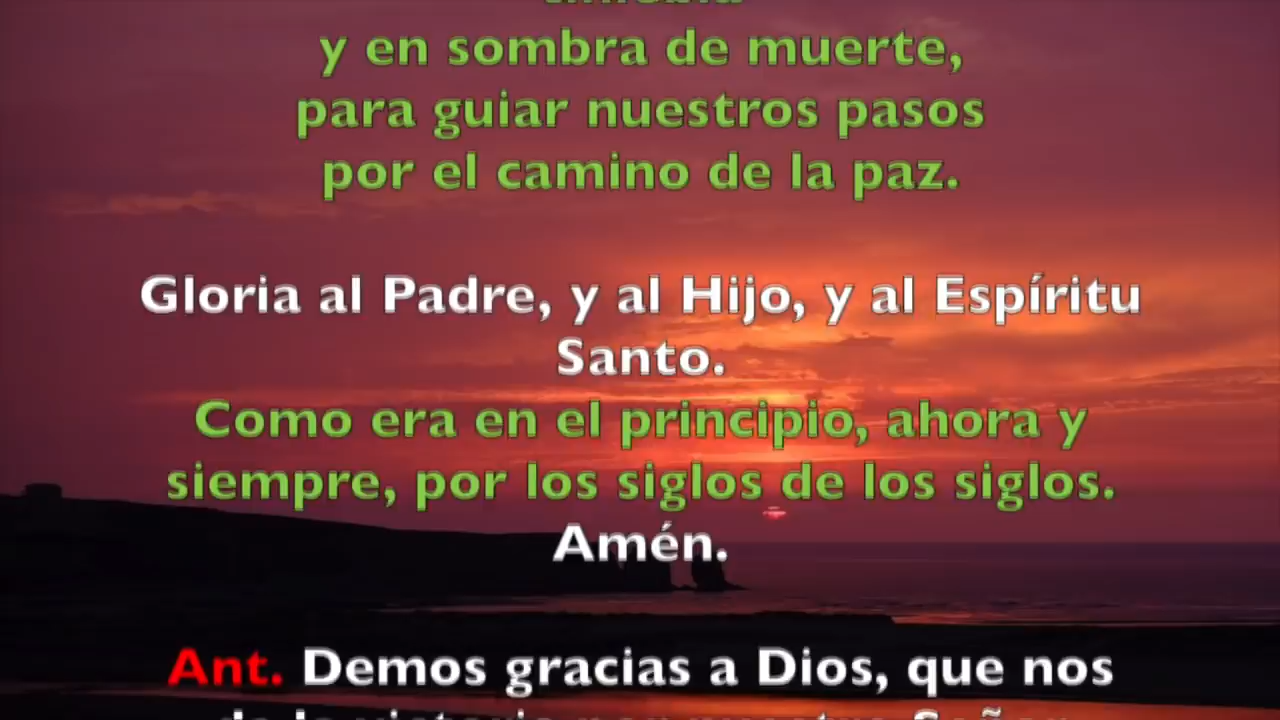 y en sombra de muerte,
para guiar nuestros pasos
por el camino de la paz.
Gloria al Padre, y al Hijo, y al Espíritu
Santo.
Como era en el principio, ahora y
siempre, por los siglos de los siglos.
Amén.
Ant. Demos gracias a Dios, que nos